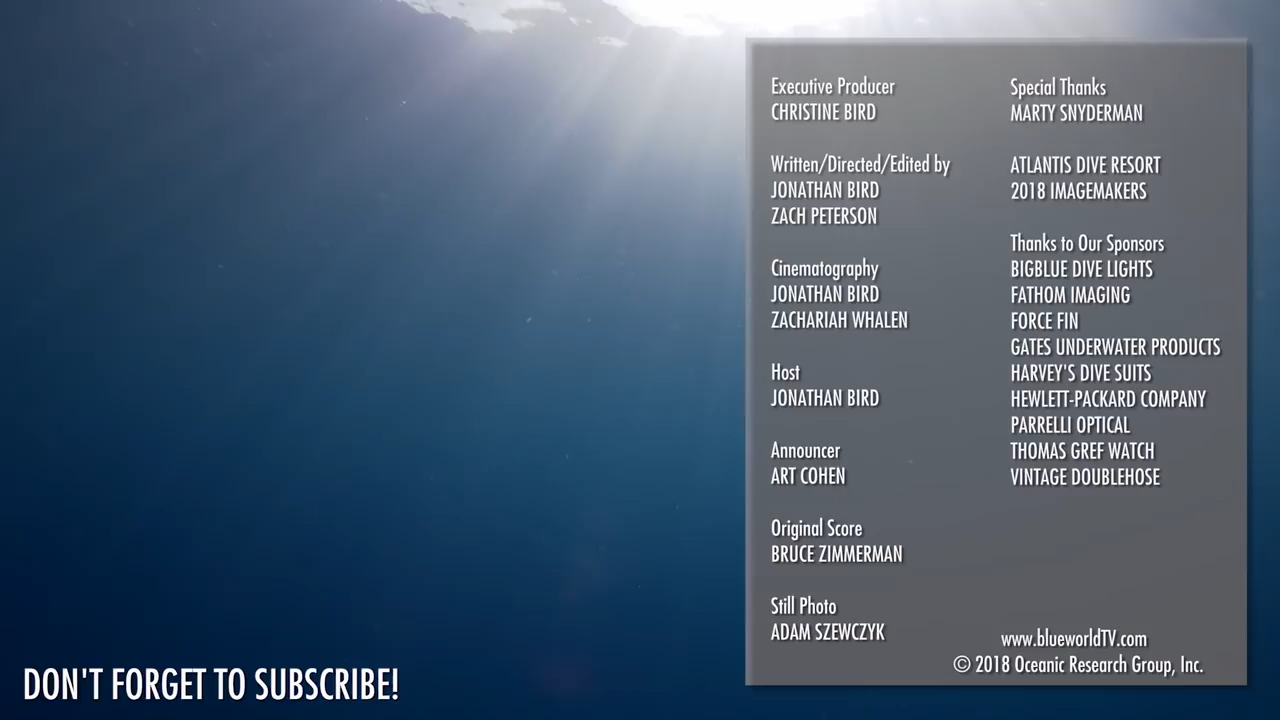 Executive Producer
CHRISTINE BIRD
Written/Directed/Edited by
JONATHAN BIRD
ZACH PETERSON
Cinematography
JONATHAN BIRD
ZACHARIAH WHALEN
Host
JONATHAN BIRD
Announcer
ART COHEN
Original Score
BRUCE ZIMMERMAN
Still Photo
ADAM SZEWCZYK
Special Thanks
MARTY SNYDERMAN
ATLANTIS DIVE RESORT
2018 IMAGEMAKERS
Thanks to Our Sponsors
BIGBLUE DIVE LIGHTS
FATHOM IMAGING
FORCE FIN
GATES UNDERWATER PRODUCTS
HARVEY'S DIVE SUITS
HEWLETT-PACKARD COMPANY
PARRELLI OPTICAL
THOMAS GREF WATCH
VINTAGE DOUBLEHOSE
www.blueworldTV.com
© 2018 Oceanic Research Group, Inc.
DON'T FORGET TO SUBSCRIBE!